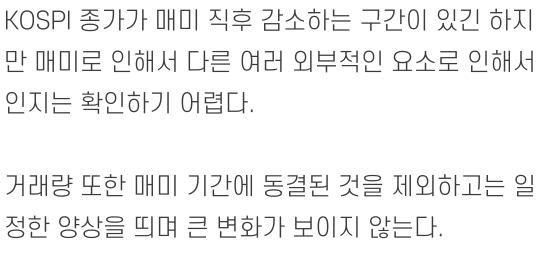 KOSPI 종가가 매미 직후 감소하는 구간이 있긴 하지
만 매미로 인해서 다른 여러 외부적인 요소로 인해서
인지는 확인하기 어렵다.
거래량 또한 매미 기간에 동결된 것을 제외하고는 일
정한 양상을 띄며 큰 변화가 보이지 않는다.